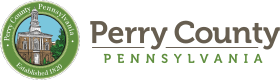 Perry County, Pennsylvania
Established 1820
Perry County
PENNSYLVANIA